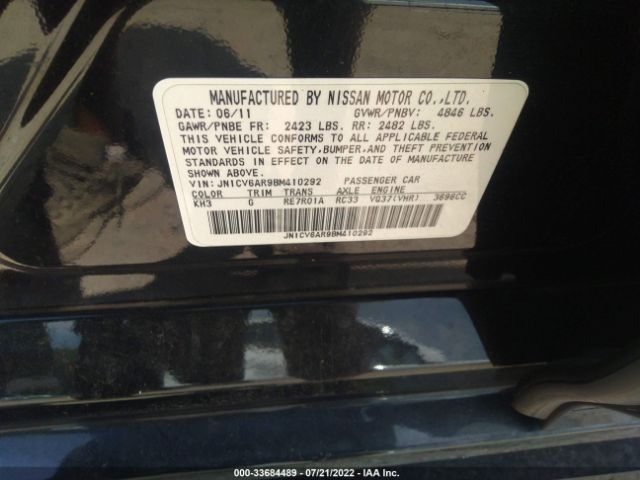 MANUFACTURED BY NISSAN MOTOR CO.,LTD.
DATE: 06/11 GVWR/PNBV: 4846 LBS.
GAWR/PNBE FR: 2423 LBS. RR: 2482 LBS.
THIS VEHICLE CONFORMS TO ALL APPLICABLE FEDERAL
MOTOR VEHICLE SAFETY, BUMPER, AND THEFT PREVENTION
STANDARDS IN EFFECT ON THE DATE OF MANUFACTURE
SHOWN ABOVE.
VIN: JN1CV6AR9BM410292 PASSENGER CAR
COLOR TRIM TRANS AXLE ENGINE
KH3 G RE7R01A RC33 VQ37(VHR) 3696CC
JN1CV6AR9BM410292
000-33684489 - 07/21/2022 - IAA Inc.